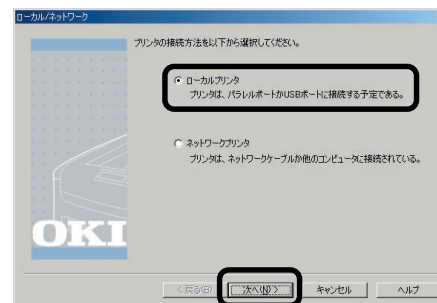 ローカル/ネットワーク
プリンタの接続方法を以下から選択してください。
ローカルプリンタ
プリンタは、パラレルポートかUSBポートに接続する予定である。
ネットワークプリンタ
プリンタは、ネットワークケーブルか他のコンピュータに接続されている。
OKI
< 戻る(B) 次へ(N) > キャンセル ヘルプ